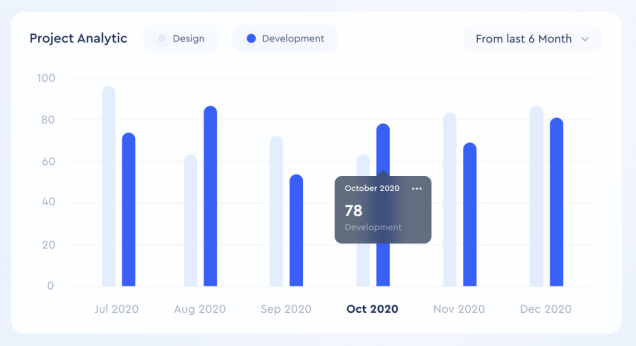 Project Analytic
Design
Development
From last 6 Month
100
80
60
40
20
0
October 2020
78
Development
Jul 2020
Aug 2020
Sep 2020
Oct 2020
Nov 2020
Dec 2020